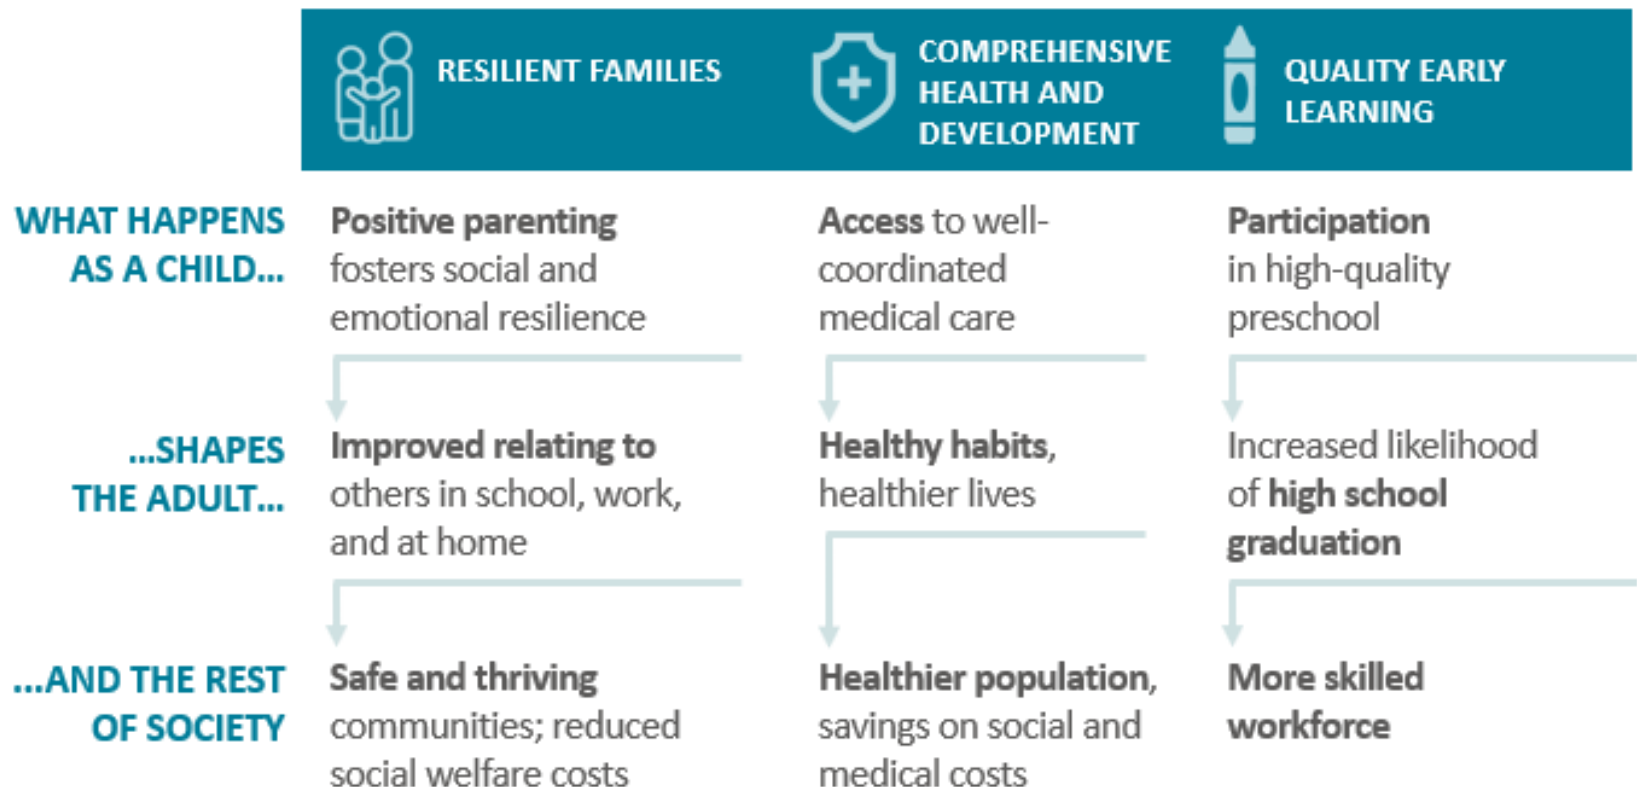 RESILIENT FAMILIES
COMPREHENSIVE
HEALTH AND
DEVELOPMENT
QUALITY EARLY
LEARNING
WHAT HAPPENS
AS A CHILD...
Positive parenting
fosters social and
emotional resilience
Access to well-
coordinated
medical care
Participation
in high-quality
preschool
...SHAPES
THE ADULT...
Improved relating to
others in school, work,
and at home
Healthy habits,
healthier lives
Increased likelihood
of high school
graduation
...AND THE REST
OF SOCIETY
Safe and thriving
communities; reduced
social welfare costs
Healthier population,
savings on social and
medical costs
More skilled
workforce